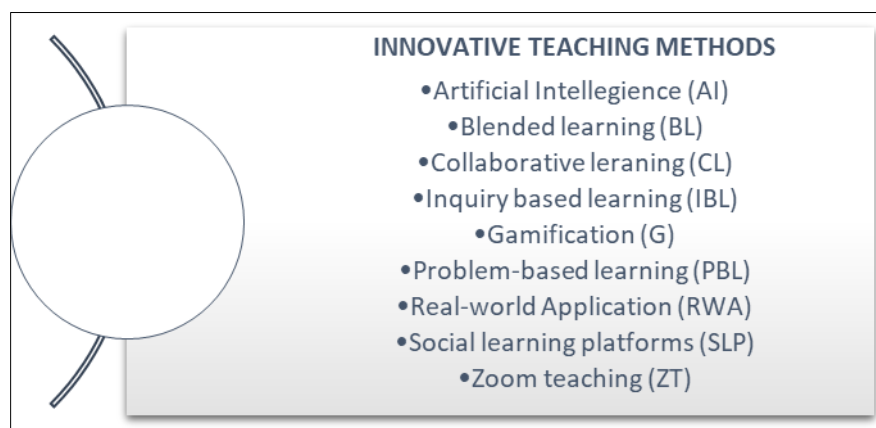 INNOVATIVE TEACHING METHODS
•Artificial Intellegience (AI)
•Blended learning (BL)
•Collaborative leraning (CL)
•Inquiry based learning (IBL)
•Gamification (G)
•Problem-based learning (PBL)
•Real-world Application (RWA)
•Social learning platforms (SLP)
•Zoom teaching (ZT)